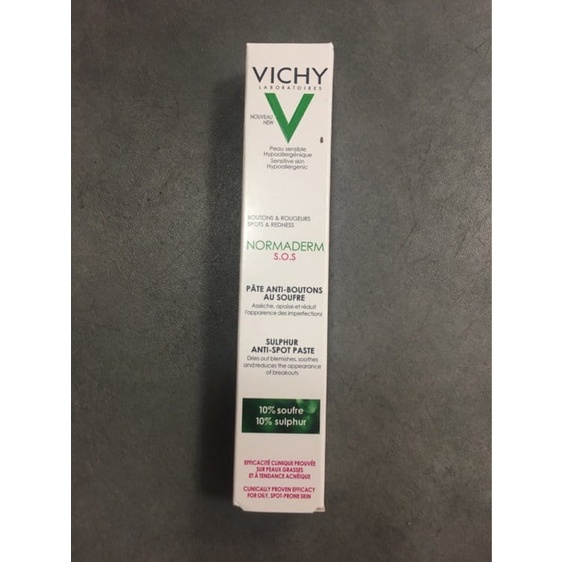 VICHY
LABORATOIRES
NOUVEAU
NEW
Peau sensible
Hypoallergénique
Sensitive skin
Hypoallergenic
BOUTONS & ROUGEURS
SPOTS & REDNESS
NORMADERM
S.O.S
PÂTE ANTI-BOUTONS
AU SOUFRE
Assèche, apaise et réduit
l'apparence des imperfections
SULPHUR
ANTI-SPOT PASTE
Dries out blemishes, soothes
and reduces the appearance
of breakouts
10% soufre
10% sulphur
EFFICACITÉ CLINIQUE PROUVÉE
SUR PEAUX GRASSES
ET À TENDANCE ACNÉIQUE
CLINICALLY PROVEN EFFICACY
FOR OILY, SPOT-PRONE SKIN